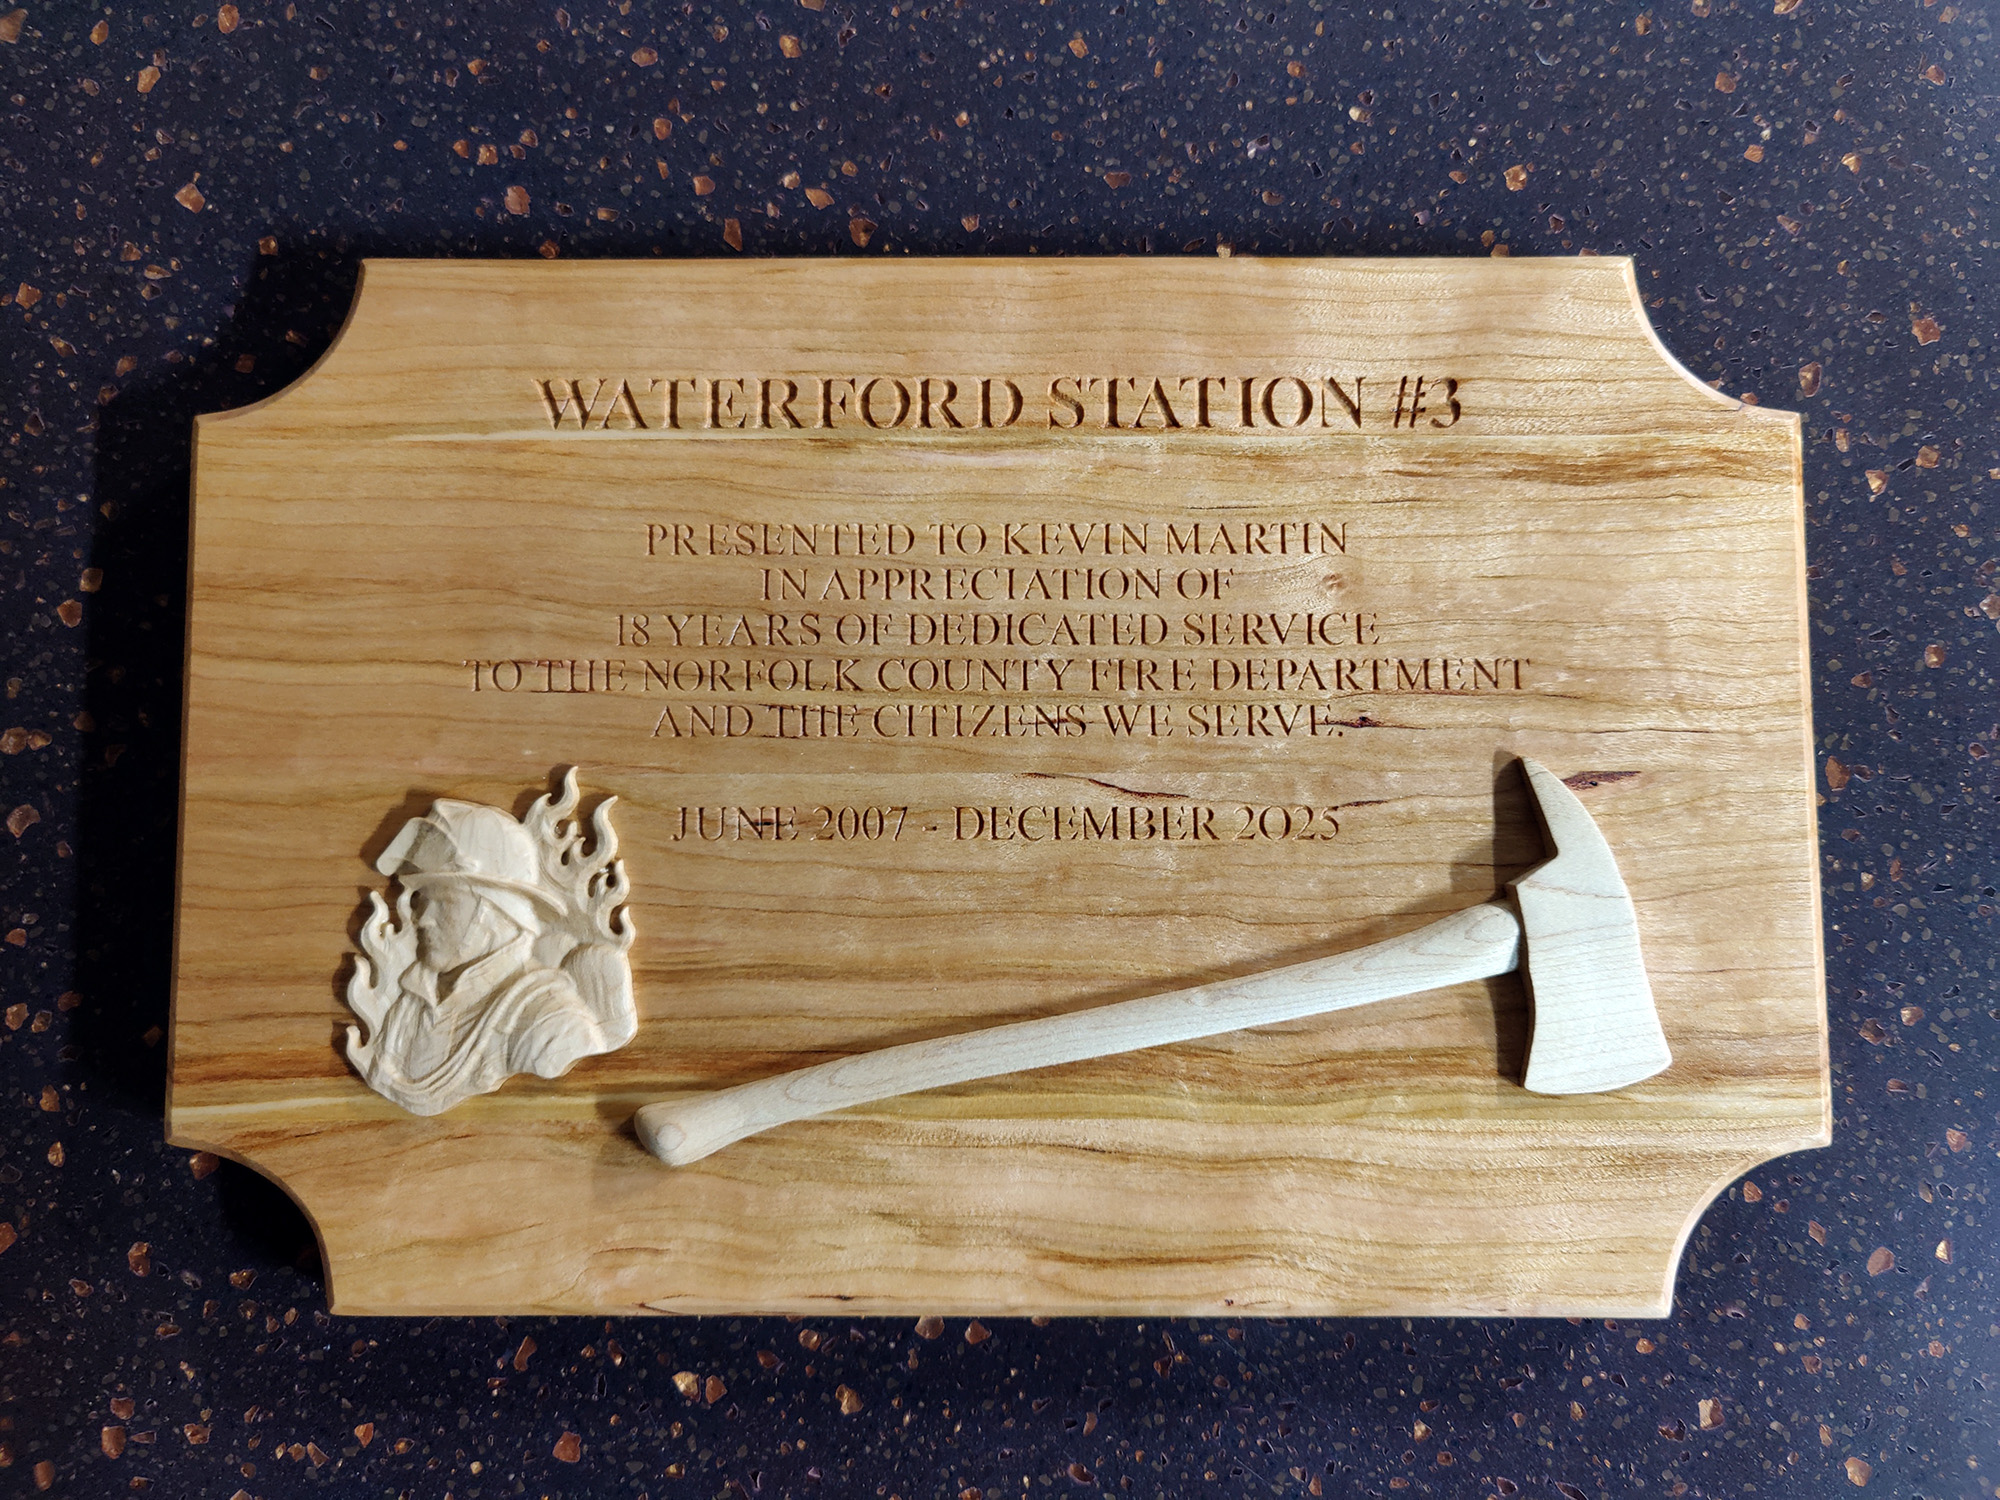 WATERFORD STATION #3
PRESENTED TO KEVIN MARTIN
IN APPRECIATION OF
18 YEARS OF DEDICATED SERVICE
TO THE NORFOLK COUNTY FIRE DEPARTMENT
AND THE CITIZENS WE SERVE.
JUNE 2007 - DECEMBER 2025